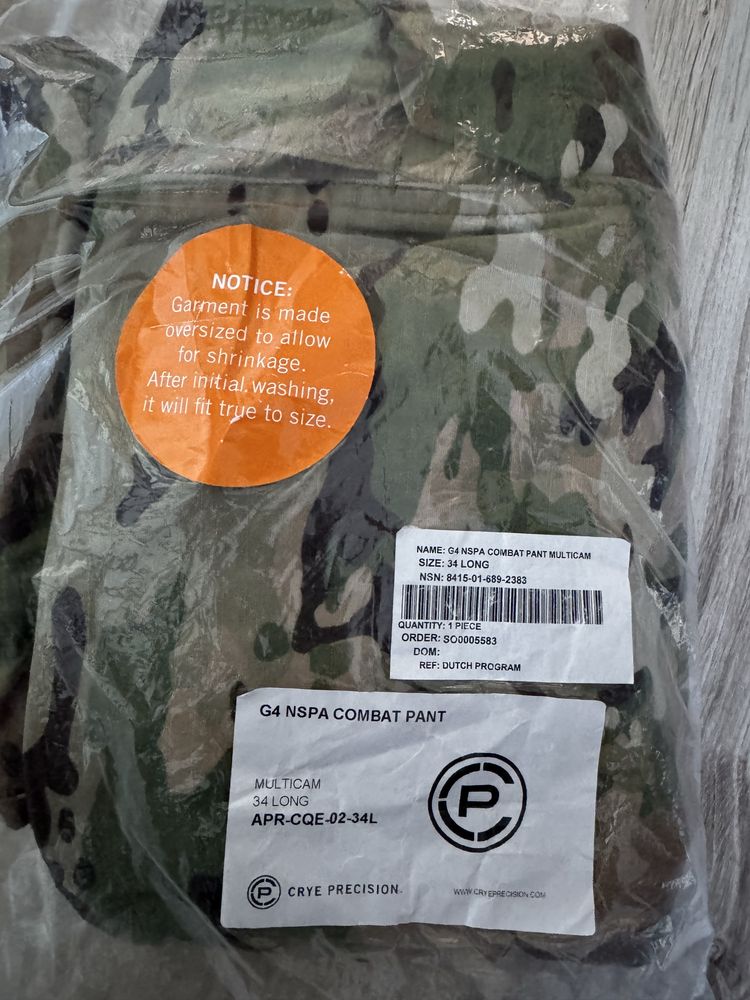 NOTICE:
Garment is made
oversized to allow
for shrinkage.
After initial washing,
it will fit true to size.
NAME: G4 NSPA COMBAT PANT MULTICAM
SIZE: 34 LONG
NSN: 8415-01-689-2383
QUANTITY: 1 PIECE
ORDER: SO0005583
DOM:
REF: DUTCH PROGRAM
G4 NSPA COMBAT PANT
MULTICAM
34 LONG
APR-CQE-02-34L
CP
CP CRYE PRECISION
WWW.CRYEPRECISION.COM